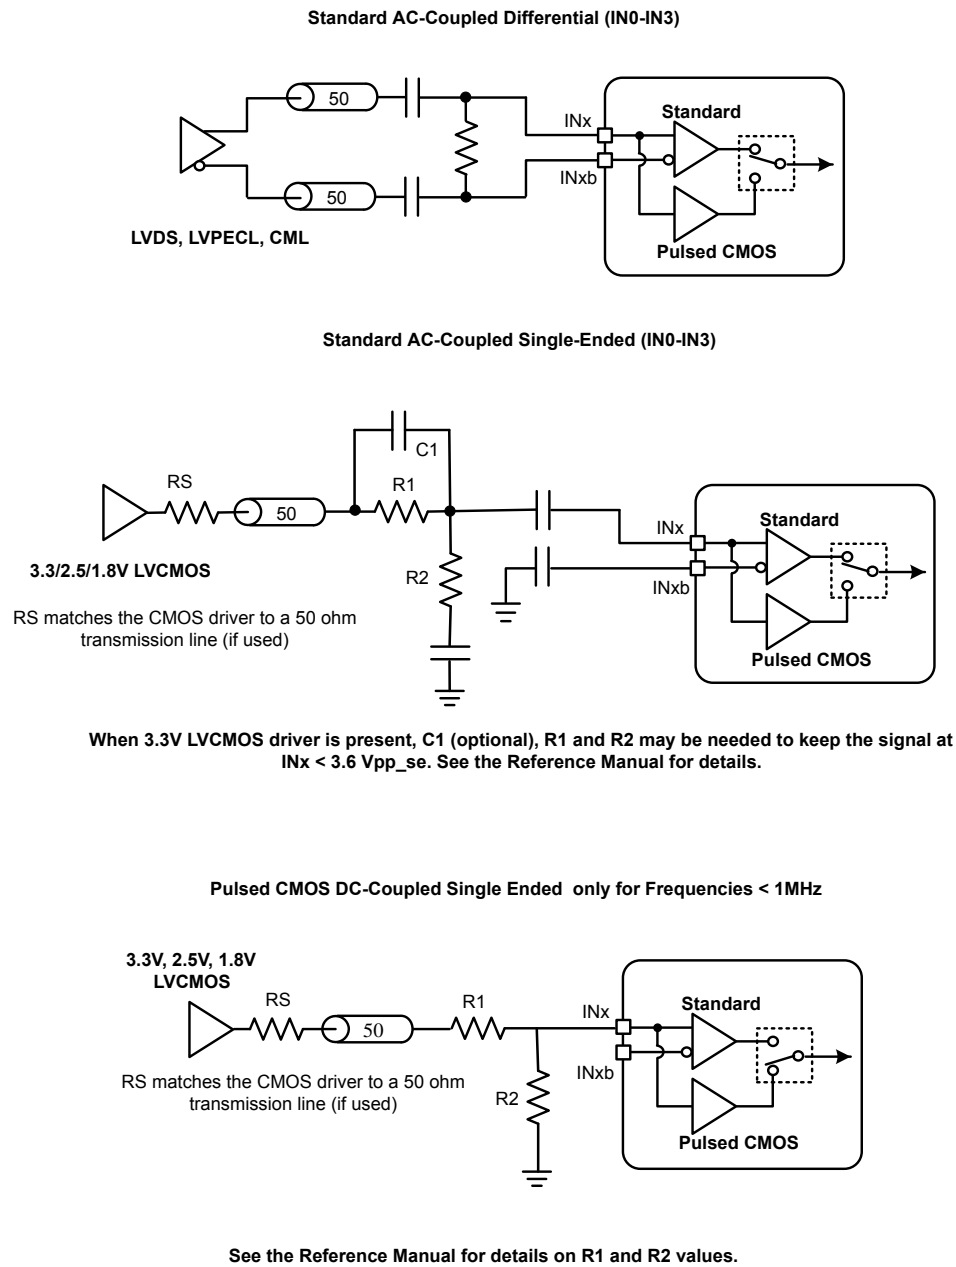 Standard AC-Coupled Differential (IN0-IN3)
50
INx
Standard
INxb
50
LVDS, LVPECL, CML
Pulsed CMOS
Standard AC-Coupled Single-Ended (IN0-IN3)
C1
RS
R1
50
INx
Standard
3.3/2.5/1.8V LVCMOS
R2
INxb
RS matches the CMOS driver to a 50 ohm
transmission line (if used)
Pulsed CMOS
When 3.3V LVCMOS driver is present, C1 (optional), R1 and R2 may be needed to keep the signal at
INx < 3.6 Vpp_se. See the Reference Manual for details.
Pulsed CMOS DC-Coupled Single Ended  only for Frequencies < 1MHz
3.3V, 2.5V, 1.8V
LVCMOS
RS
R1
50
INx
Standard
INxb
RS matches the CMOS driver to a 50 ohm
transmission line (if used)
R2
Pulsed CMOS
See the Reference Manual for details on R1 and R2 values.